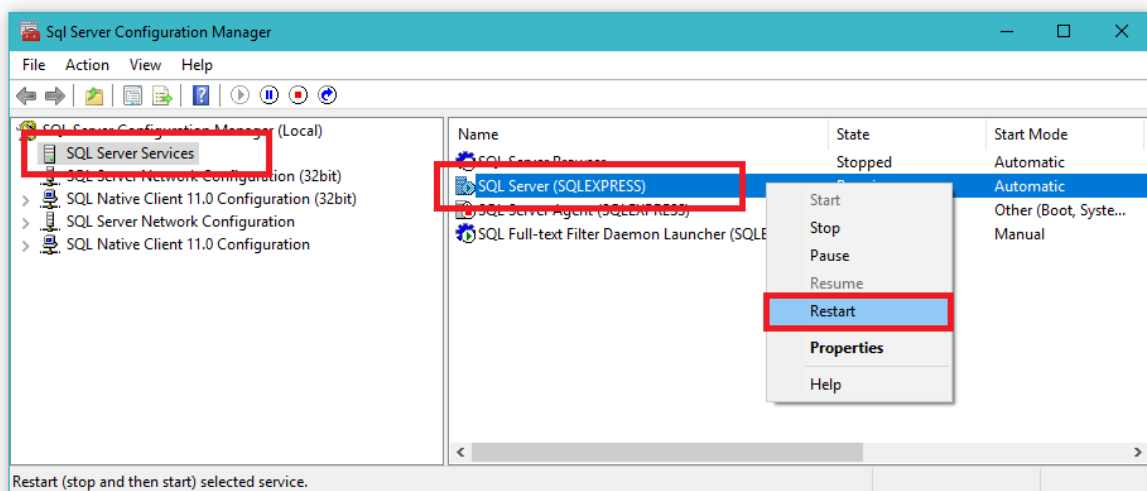 Sql Server Configuration Manager
File Action View Help
SQL Server Configuration Manager (Local)
SQL Server Services
SQL Server Network Configuration (32bit)
SQL Native Client 11.0 Configuration (32bit)
SQL Server Network Configuration
SQL Native Client 11.0 Configuration
Name State Start Mode
SQL Server Browser Stopped Automatic
SQL Server (SQLEXPRESS) Automatic
SQL Server Agent (SQLEXPRESS) Other (Boot, Syste...
SQL Full-text Filter Daemon Launcher (SQLE Manual
Start
Stop
Pause
Resume
Restart
Properties
Help
Restart (stop and then start) selected service.